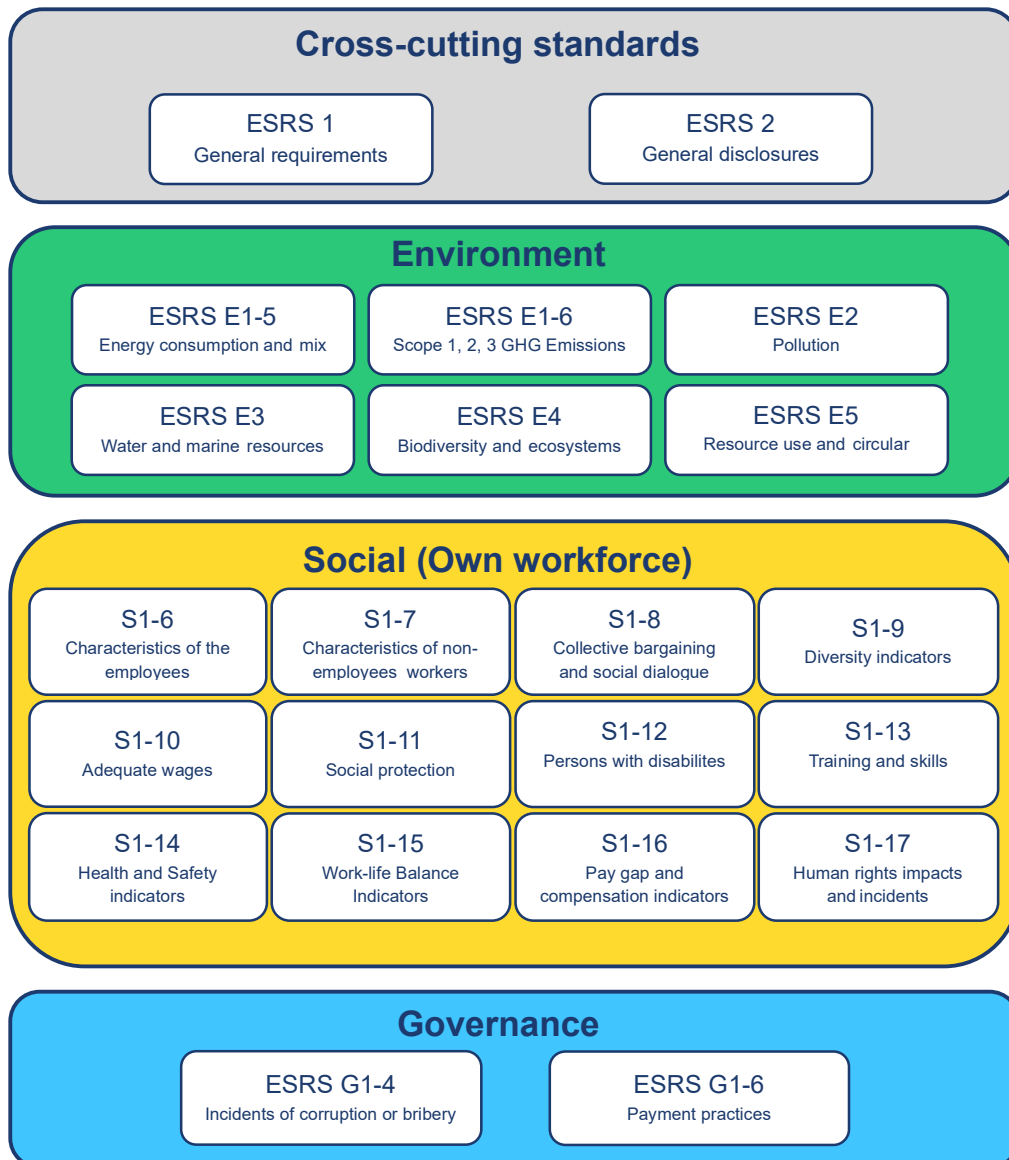 Cross-cutting standards
ESRS 1
General requirements
ESRS 2
General disclosures
Environment
ESRS E1-5
Energy consumption and mix
ESRS E1-6
Scope 1, 2, 3 GHG Emissions
ESRS E2
Pollution
ESRS E3
Water and marine resources
ESRS E4
Biodiversity and ecosystems
ESRS E5
Resource use and circular
Social (Own workforce)
S1-6
Characteristics of the
employees
S1-7
Characteristics of non-
employees workers
S1-8
Collective bargaining
and social dialogue
S1-9
Diversity indicators
S1-10
Adequate wages
S1-11
Social protection
S1-12
Persons with disabilites
S1-13
Training and skills
S1-14
Health and Safety
indicators
S1-15
Work-life Balance
Indicators
S1-16
Pay gap and
compensation indicators
S1-17
Human rights impacts
and incidents
Governance
ESRS G1-4
Incidents of corruption or bribery
ESRS G1-6
Payment practices